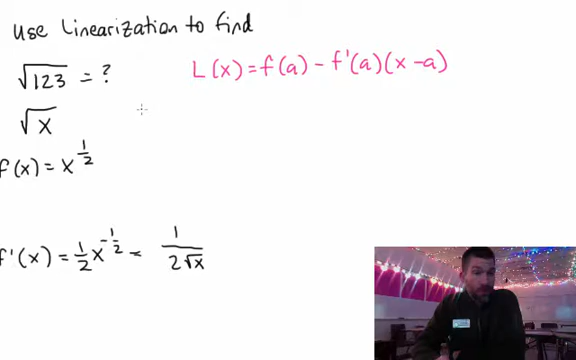 use Linearization to find
√123 = ?
L(x) = f(a) - f'(a)(x-a)
√x
f(x) = x^1/2
f'(x) = 1/2 x^-1/2 = 1/2√x